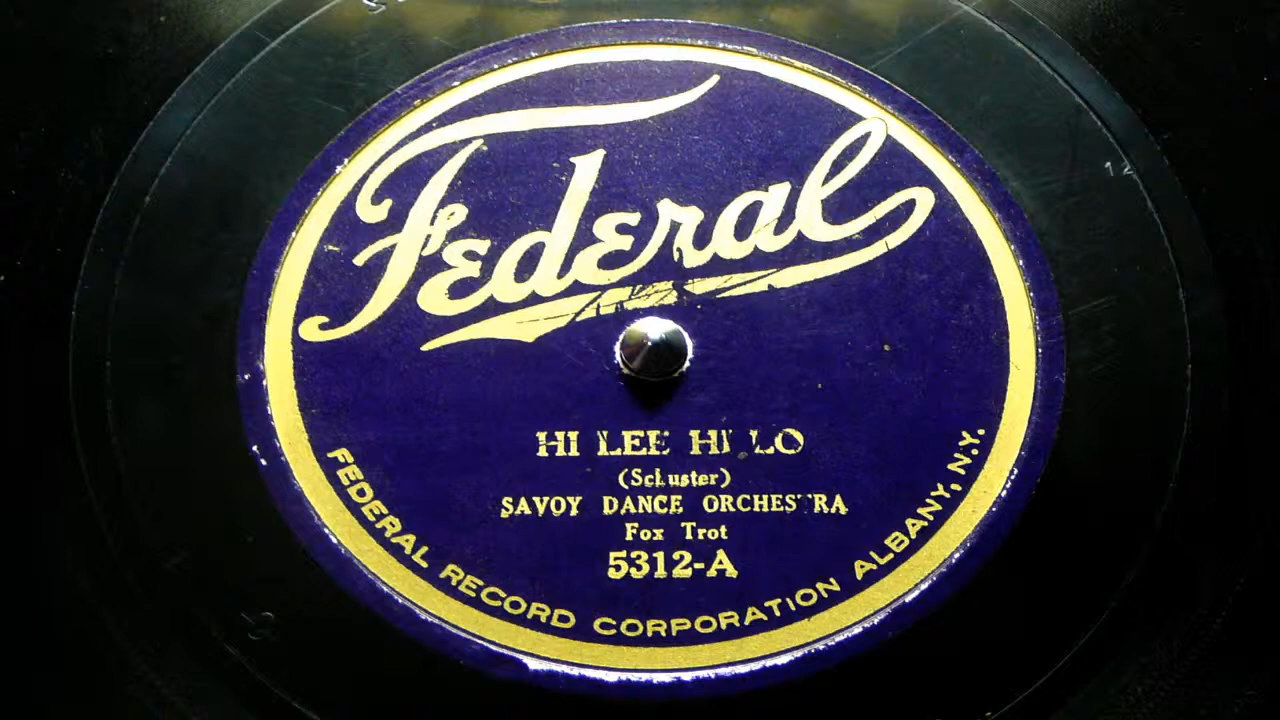 Federal
HI LEE HI LO
(Schuster)
SAVOY DANCE ORCHESTRA
Fox Trot
5312-A
FEDERAL RECORD CORPORATION ALBANY, N.Y.